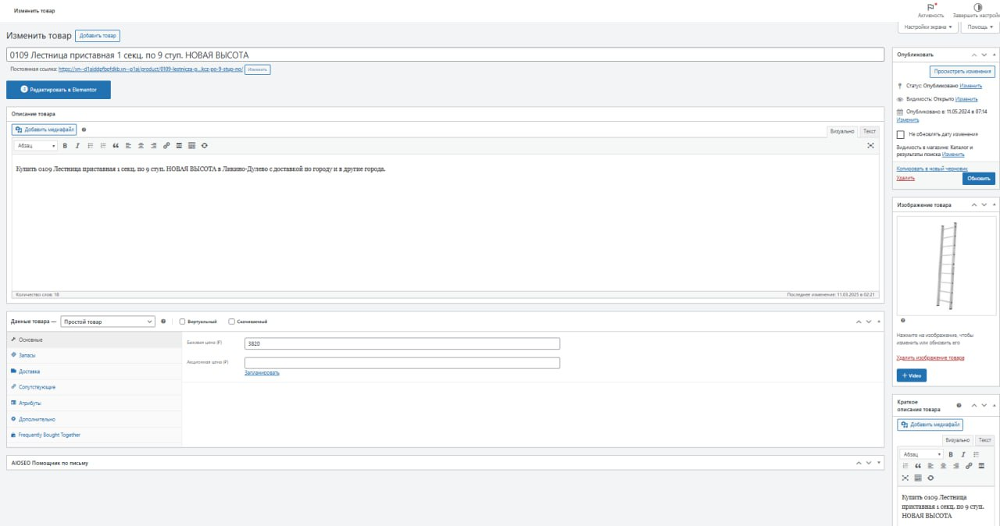 Изменить товар
Активность
Завершить настройк
Настройки экрана
Помощь
Изменить товар
Добавить товар
0109 Лестница приставная 1 секц. по 9 ступ. НОВАЯ ВЫСОТА
Постоянная ссылка: https://xn--d1aiddpfbpfdkb.xn--p1ai/product/0109-lestnicza-p...kcz-po-9-stup-no/
Изменить
Редактировать в Elementor
Описание товара
Добавить медиафайл
Визуально
Текст
Абзац
Купить 0109 Лестница приставная 1 секц. по 9 ступ. НОВАЯ ВЫСОТА в Ликино-Дулево с доставкой по городу и в другие города.
Количество слов: 18
Последнее изменение: 11.03.2025 в 02:21
Данные товара —
Простой товар
Виртуальный
Скачиваемый
Основные
Запасы
Доставка
Сопутствующие
Атрибуты
Дополнительно
Frequently Bought Together
Базовая цена (₽)
3820
Акционная цена (₽)
Запланировать
AIOSEO Помощник по письму
Опубликовать
Просмотреть изменения
Статус: Опубликовано Изменить
Видимость: Открыто Изменить
Опубликовано в: 11.05.2024 в 07:14
Изменить
Не обновлять дату изменения
Видимость в магазине: Каталог и
результаты поиска Изменить
Копировать в новый черновик
Удалить
Обновить
Изображение товара
Нажмите на изображение, чтобы
изменить или обновить его
Удалить изображение товара
+ Video
Краткое
описание товара
Добавить медиафайл
Визуально
Текст
Абзац
Купить 0109 Лестница
приставная 1 секц. по 9 ступ.
НОВАЯ ВЫСОТА